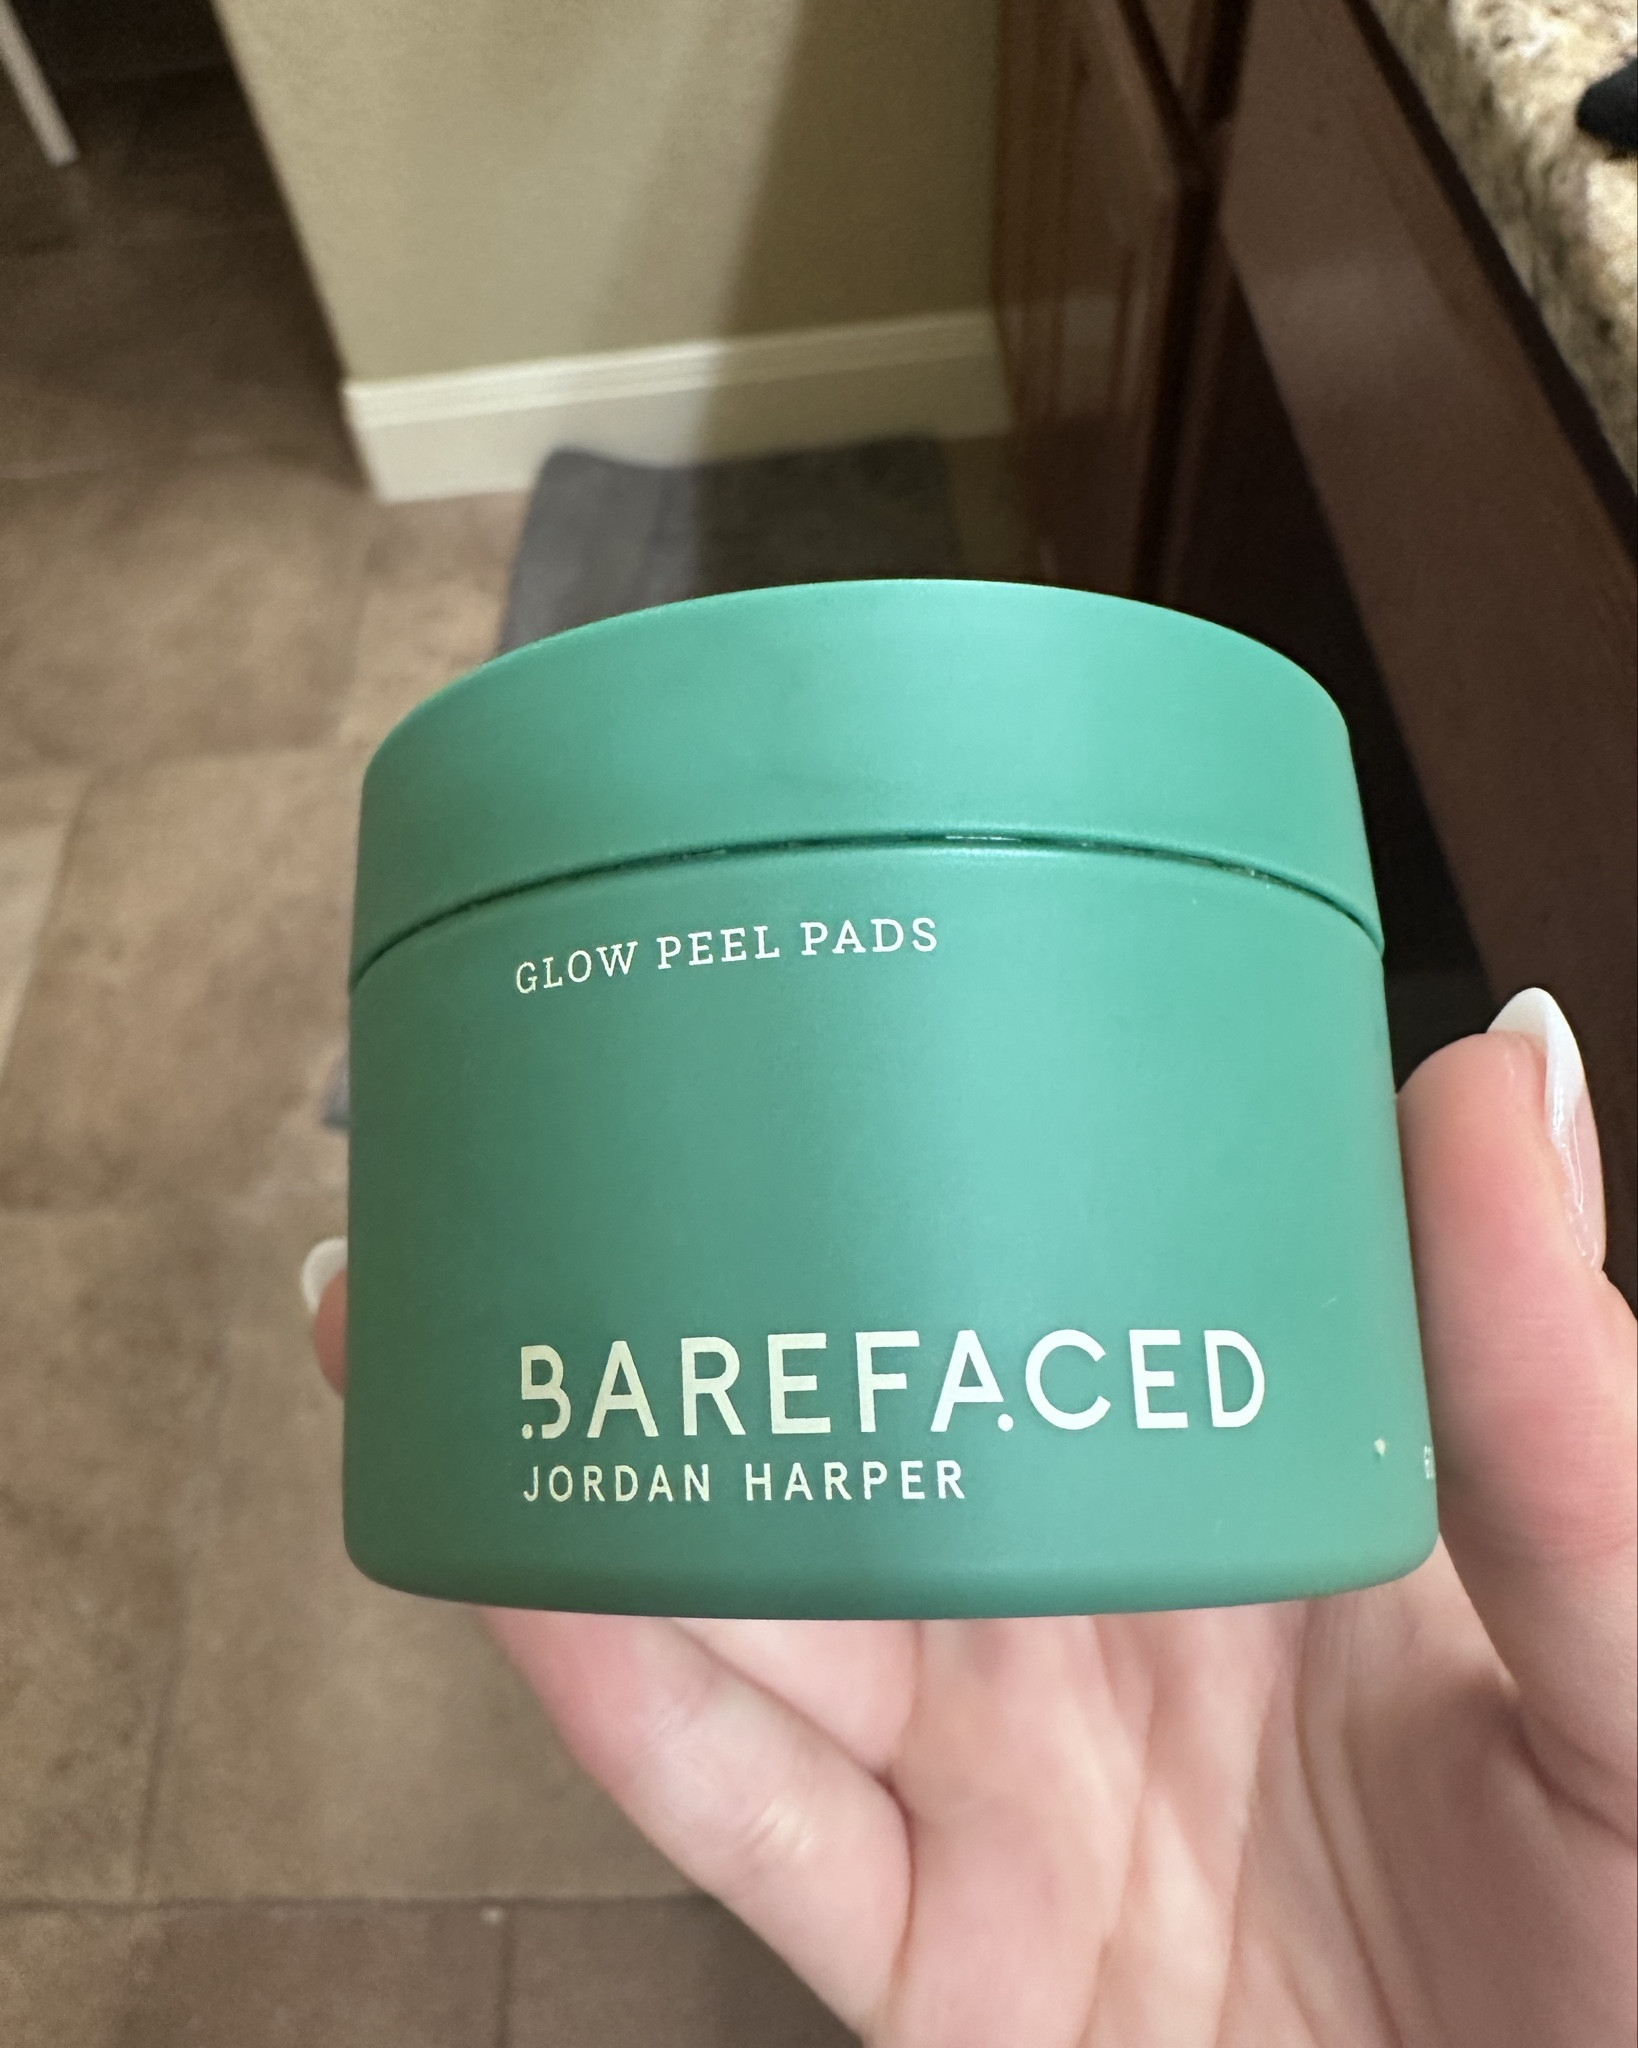 GLOW PEEL PADS
BAREFACED
JORDAN HARPER